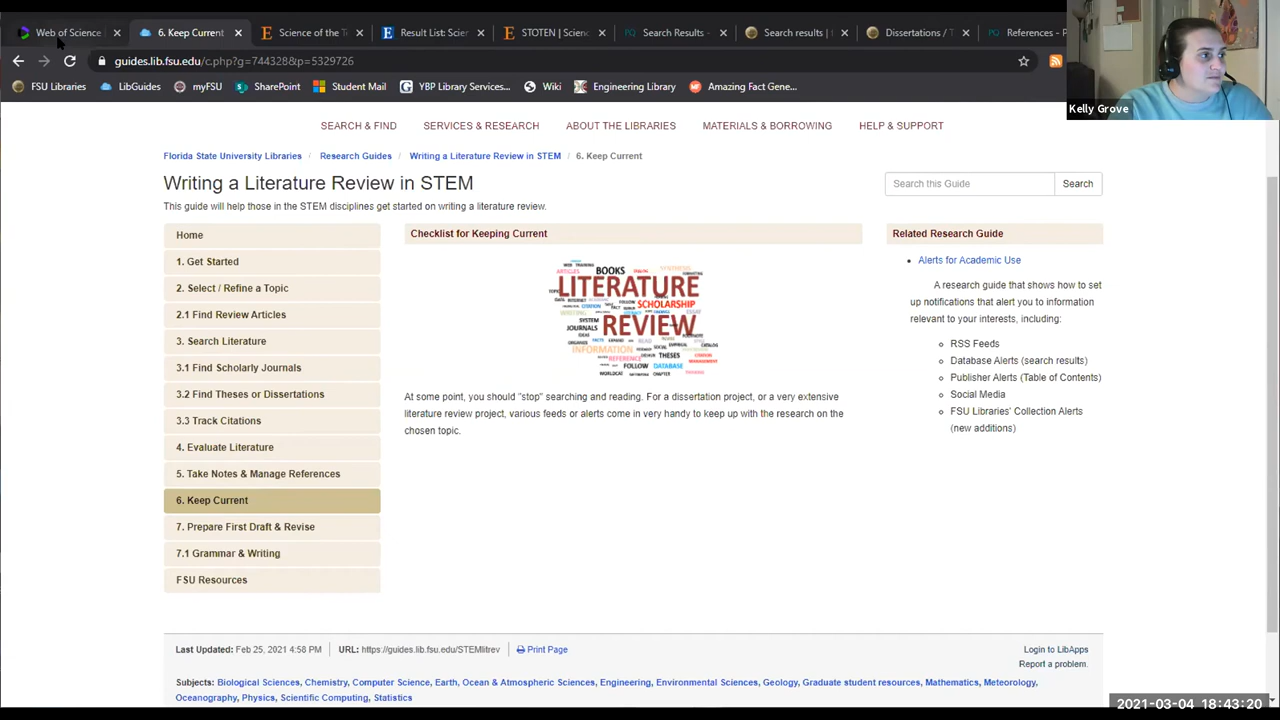 Web of Science
6. Keep Current
Science of the T
Result List: Scier
STOTEN | Scienc
Search Results -
Search results |
Dissertations / T
References - P
guides.lib.fsu.edu/c.php?g=744328&p=5329726
FSU Libraries
LibGuides
myFSU
SharePoint
Student Mail
YBP Library Services...
Wiki
Engineering Library
Amazing Fact Gene...
Kelly Grove
SEARCH & FIND
SERVICES & RESEARCH
ABOUT THE LIBRARIES
MATERIALS & BORROWING
HELP & SUPPORT
Florida State University Libraries / Research Guides / Writing a Literature Review in STEM / 6. Keep Current
Writing a Literature Review in STEM
Search this Guide
Search
This guide will help those in the STEM disciplines get started on writing a literature review.
Home
1. Get Started
2. Select / Refine a Topic
2.1 Find Review Articles
3. Search Literature
3.1 Find Scholarly Journals
3.2 Find Theses or Dissertations
3.3 Track Citations
4. Evaluate Literature
5. Take Notes & Manage References
6. Keep Current
7. Prepare First Draft & Revise
7.1 Grammar & Writing
FSU Resources
Checklist for Keeping Current
BOOKS
ARTICLES
LITERATURE
SCHOLARSHIP
REVIEW
SYSTEM
JOURNALS
INFORMATION
THESES
REFERENCE
FOLLOW
DATABASE
At some point, you should "stop" searching and reading. For a dissertation project, or a very extensive
literature review project, various feeds or alerts come in very handy to keep up with the research on the
chosen topic.
Related Research Guide
Alerts for Academic Use
A research guide that shows how to set
up notifications that alert you to information
relevant to your interests, including:
RSS Feeds
Database Alerts (search results)
Publisher Alerts (Table of Contents)
Social Media
FSU Libraries' Collection Alerts
(new additions)
Last Updated: Feb 25, 2021 4:58 PM
URL: https://guides.lib.fsu.edu/STEMlitrev
Print Page
Login to LibApps
Report a problem.
Subjects: Biological Sciences, Chemistry, Computer Science, Earth, Ocean & Atmospheric Sciences, Engineering, Environmental Sciences, Geology, Graduate student resources, Mathematics, Meteorology,
Oceanography, Physics, Scientific Computing, Statistics
2021-03-04 18:43:20